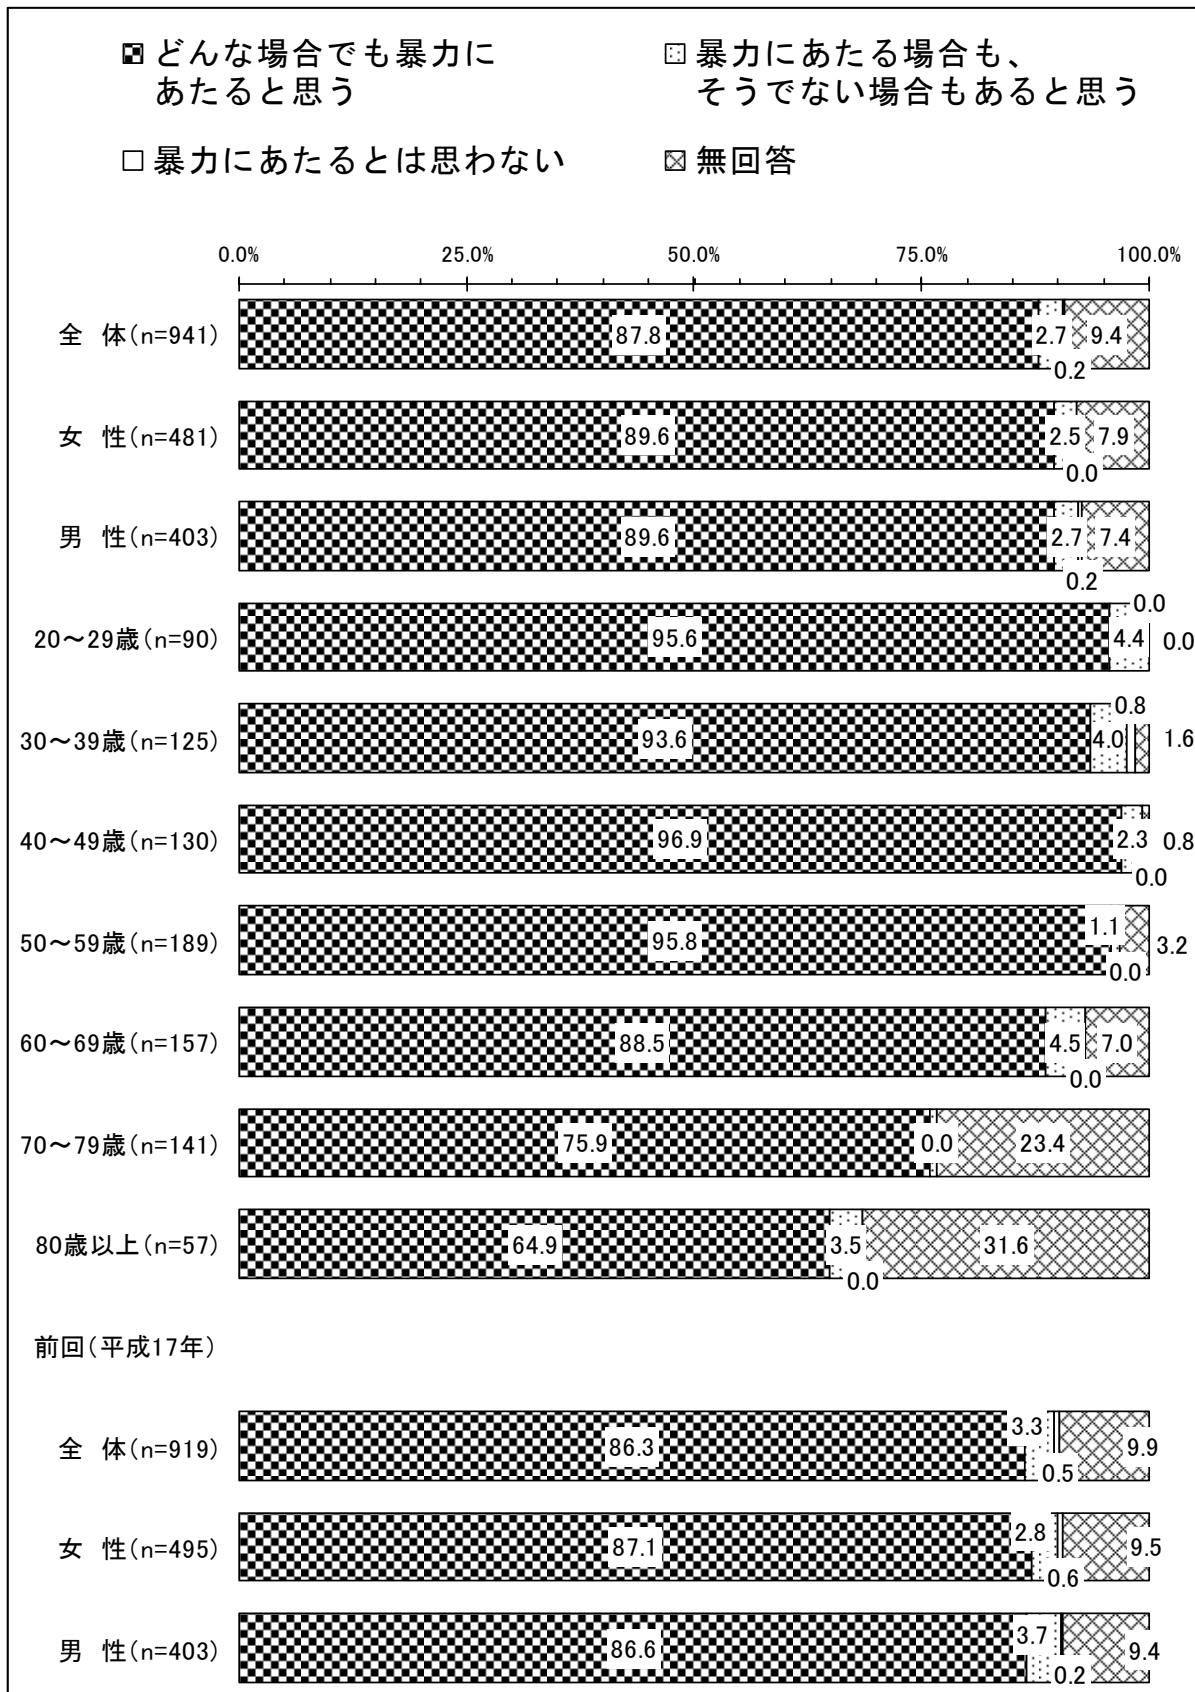 どんな場合でも暴力に
あたると思う
暴力にあたる場合も、
そうでない場合もあると思う
暴力にあたるとは思わない
無回答
0.0% 25.0% 50.0% 75.0% 100.0%
全 体(n=941) 87.8 2.7 0.2 9.4
女 性(n=481) 89.6 2.5 0.0 7.9
男 性(n=403) 89.6 2.7 0.2 7.4
20～29歳(n=90) 95.6 4.4 0.0 0.0
30～39歳(n=125) 93.6 4.0 0.8 1.6
40～49歳(n=130) 96.9 2.3 0.0 0.8
50～59歳(n=189) 95.8 1.1 0.0 3.2
60～69歳(n=157) 88.5 4.5 0.0 7.0
70～79歳(n=141) 75.9 0.0 23.4
80歳以上(n=57) 64.9 3.5 0.0 31.6
前回(平成17年)
全 体(n=919) 86.3 3.3 0.5 9.9
女 性(n=495) 87.1 2.8 0.6 9.5
男 性(n=403) 86.6 3.7 0.2 9.4